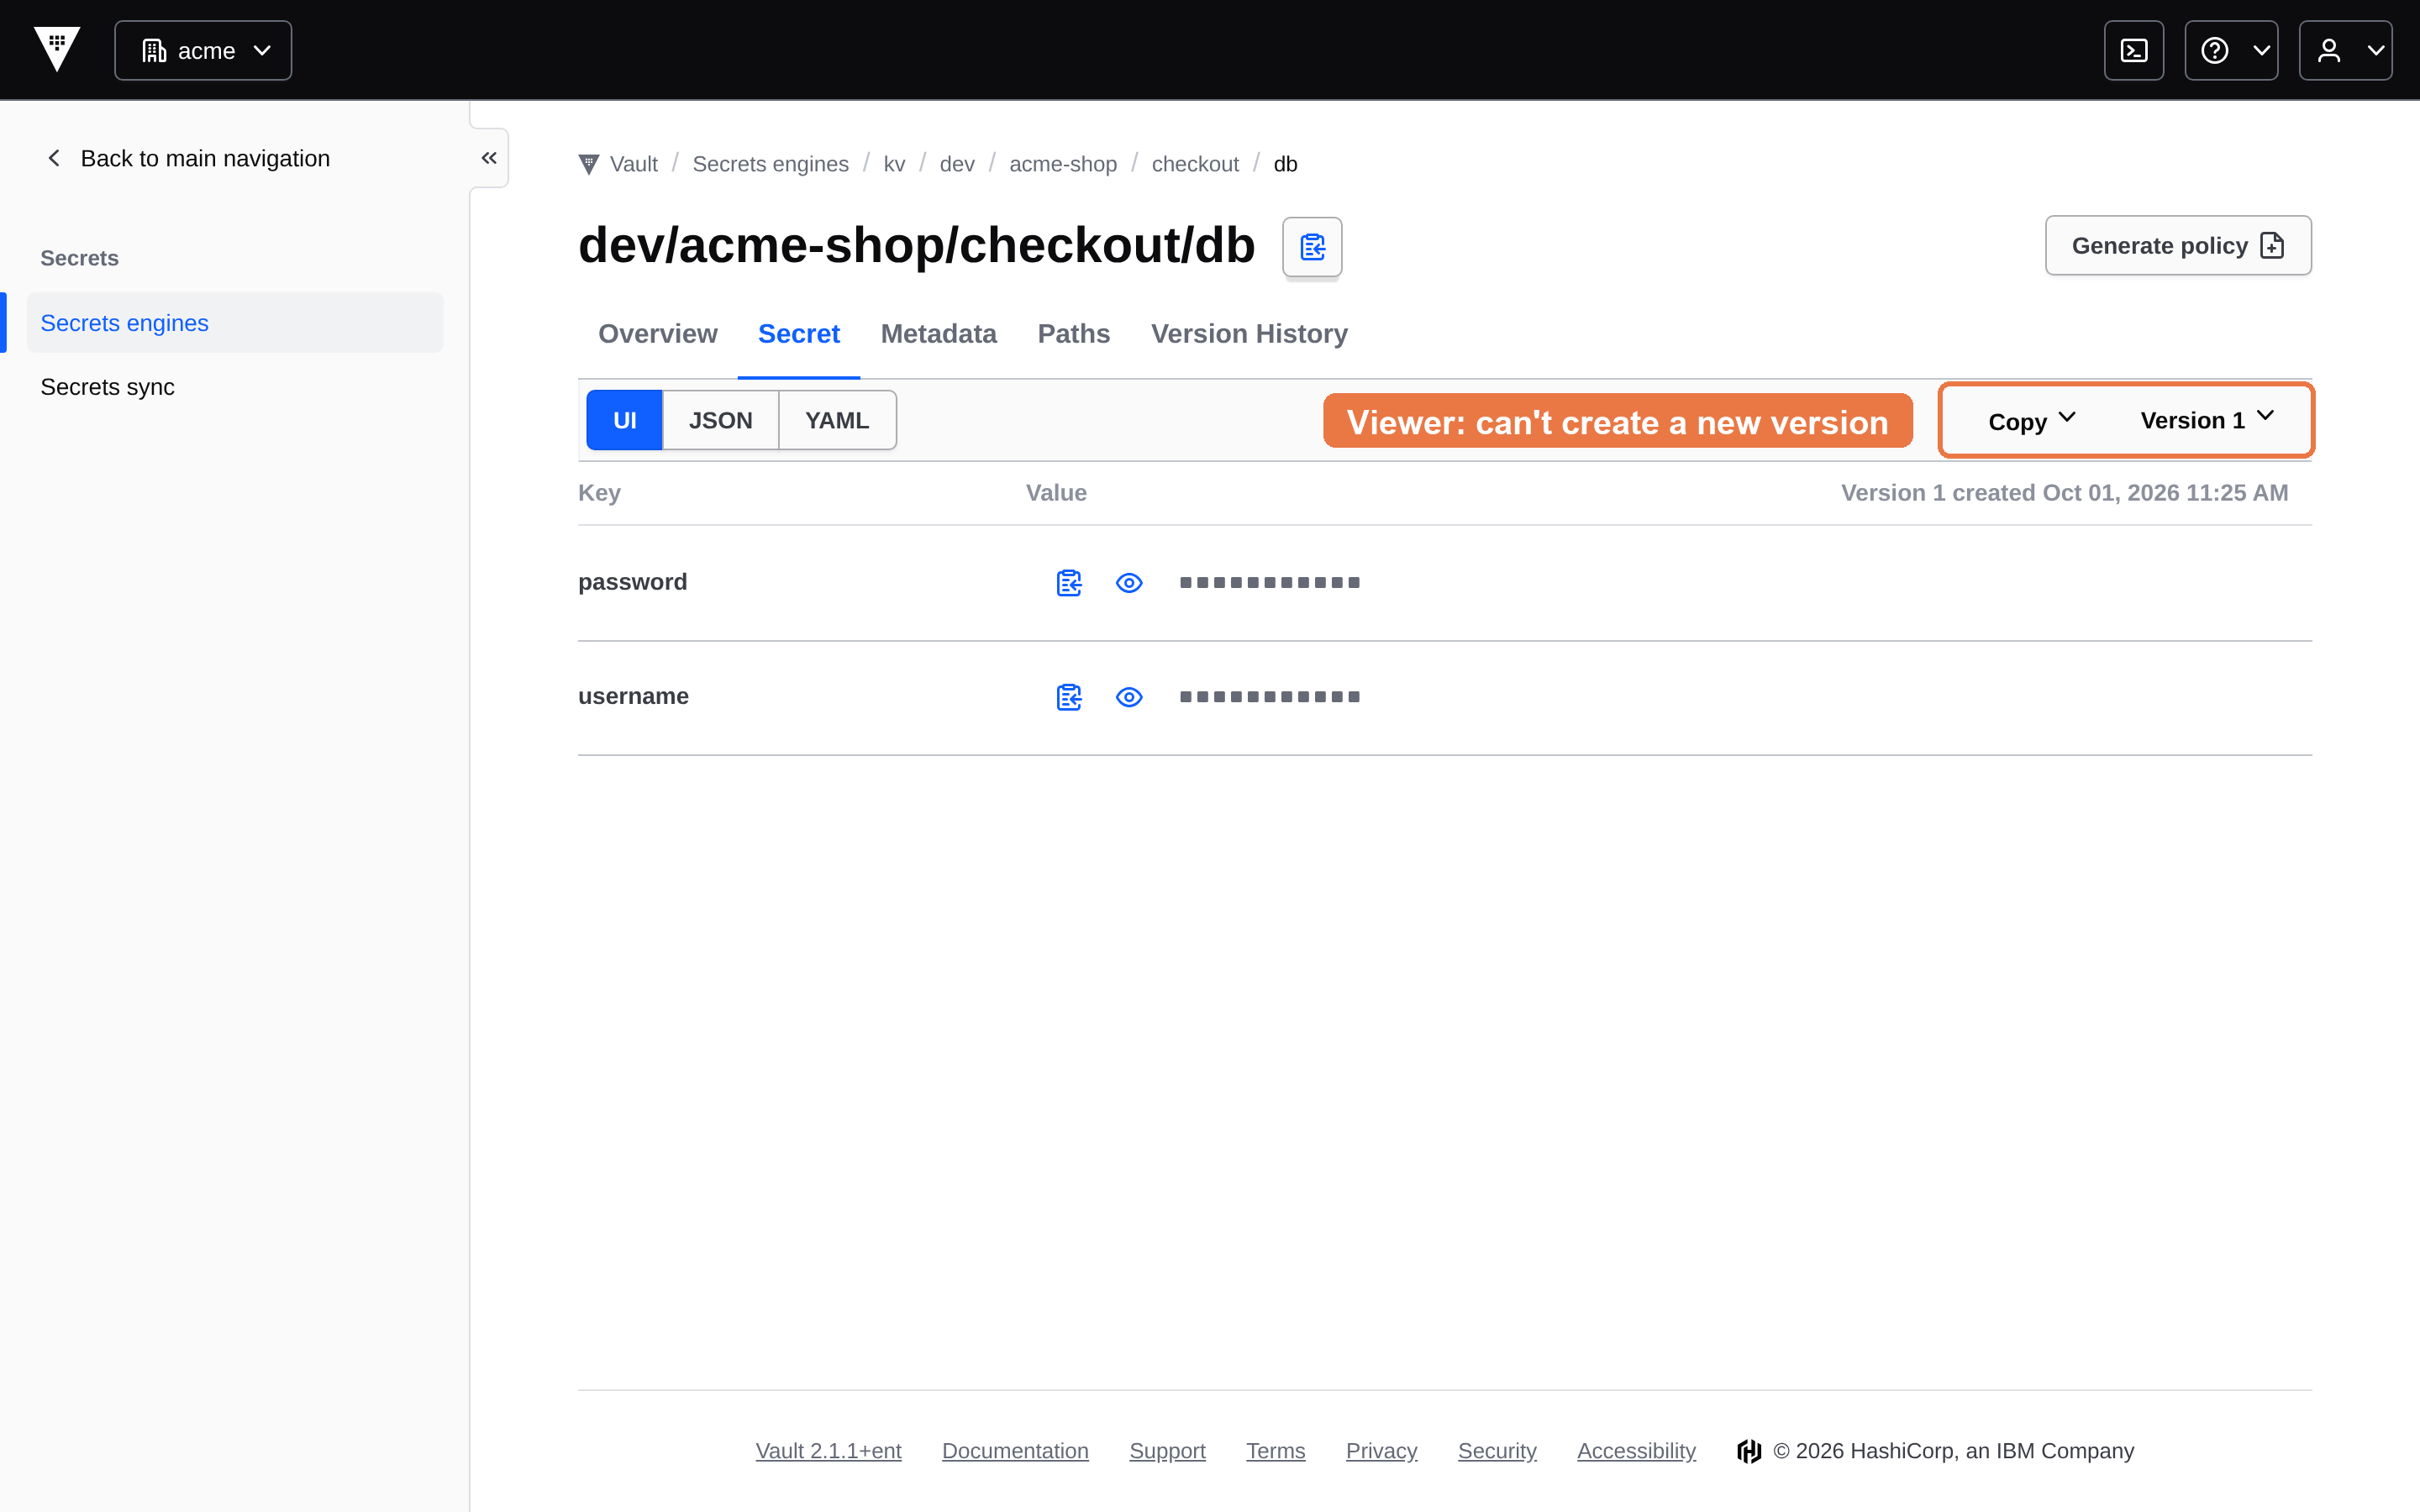 acme
Back to main navigation
Secrets
Secrets engines
Secrets sync
Vault / Secrets engines / kv / dev / acme-shop / checkout / db
dev/acme-shop/checkout/db
Generate policy
Overview Secret Metadata Paths Version History
UI JSON YAML
Viewer: can't create a new version
Copy Version 1
Key Value Version 1 created Oct 01, 2026 11:25 AM
password
username
Vault 2.1.1+ent Documentation Support Terms Privacy Security Accessibility © 2026 HashiCorp, an IBM Company